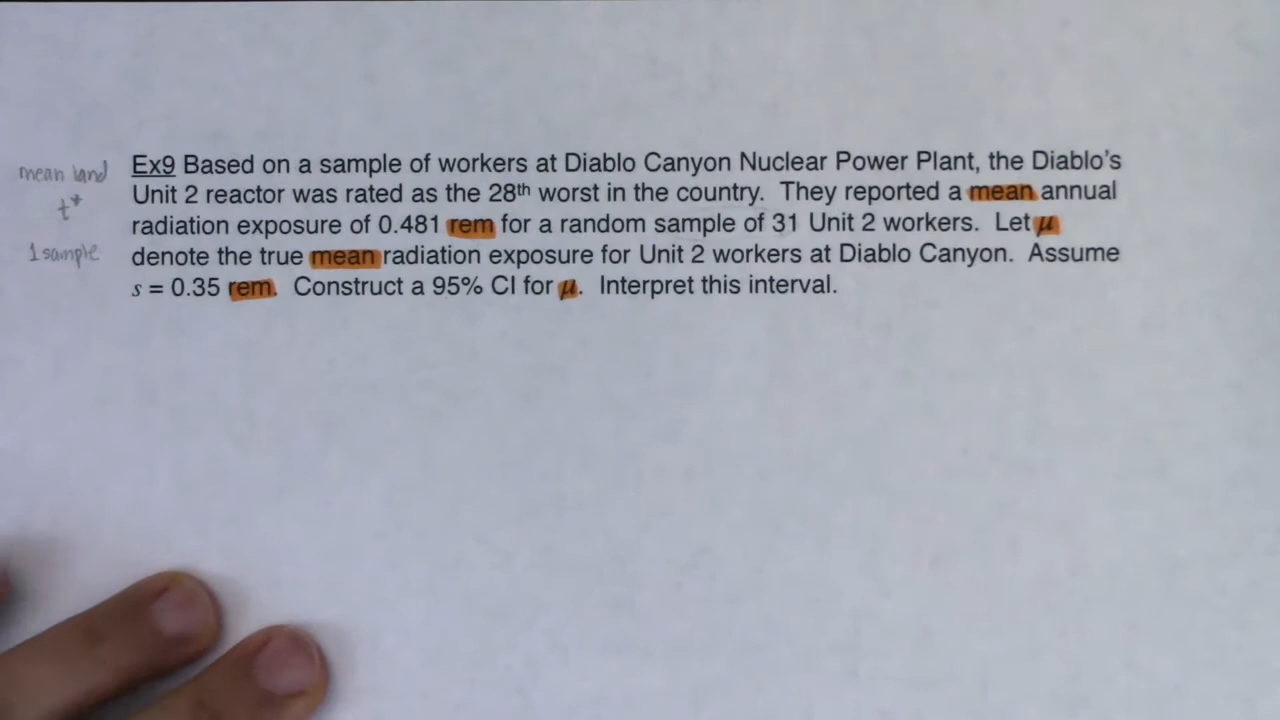 mean land
t*
1 sample
Ex9 Based on a sample of workers at Diablo Canyon Nuclear Power Plant, the Diablo's
Unit 2 reactor was rated as the 28th worst in the country. They reported a mean annual
radiation exposure of 0.481 rem for a random sample of 31 Unit 2 workers. Let μ
denote the true mean radiation exposure for Unit 2 workers at Diablo Canyon. Assume
s = 0.35 rem. Construct a 95% CI for μ. Interpret this interval.